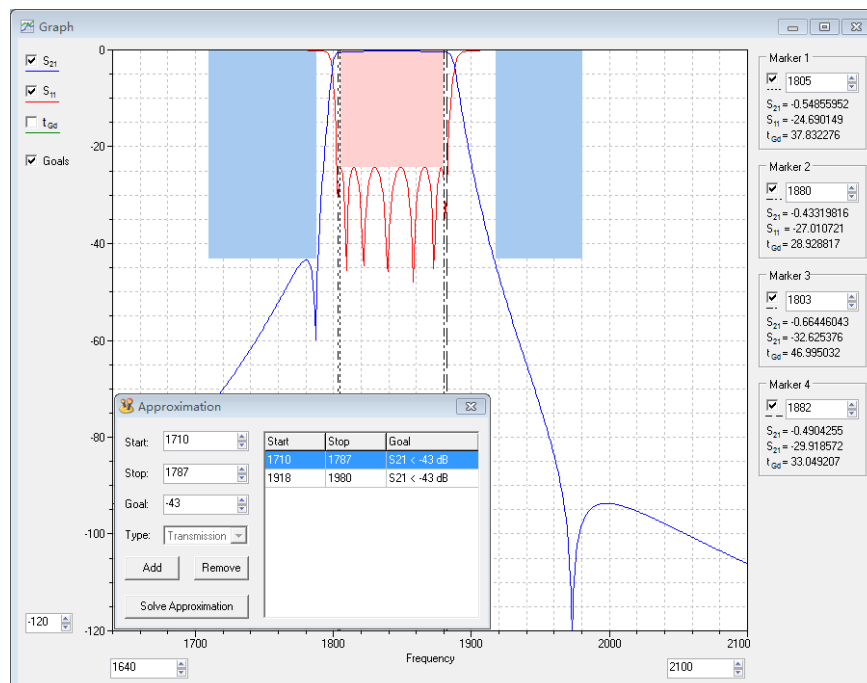 Graph
S21
S11
tGd
Goals
0
-20
-40
-60
-80
-100
-120
-120
1700
1800
1900
2000
2100
Frequency
1640
2100
Marker 1
1805
S21 = -0.54855952
S11 = -24.690149
tGd = 37.832276
Marker 2
1880
S21 = -0.43319816
S11 = -27.010721
tGd = 28.928817
Marker 3
1803
S21 = -0.66446043
S11 = -32.625376
tGd = 46.995032
Marker 4
1882
S21 = -0.4904255
S11 = -29.918572
tGd = 33.049207
Approximation
Start: 1710
Stop: 1787
Goal: -43
Type: Transmission
Add Remove
Solve Approximation
Start Stop Goal
1710 1787 S21 < -43 dB
1918 1980 S21 < -43 dB